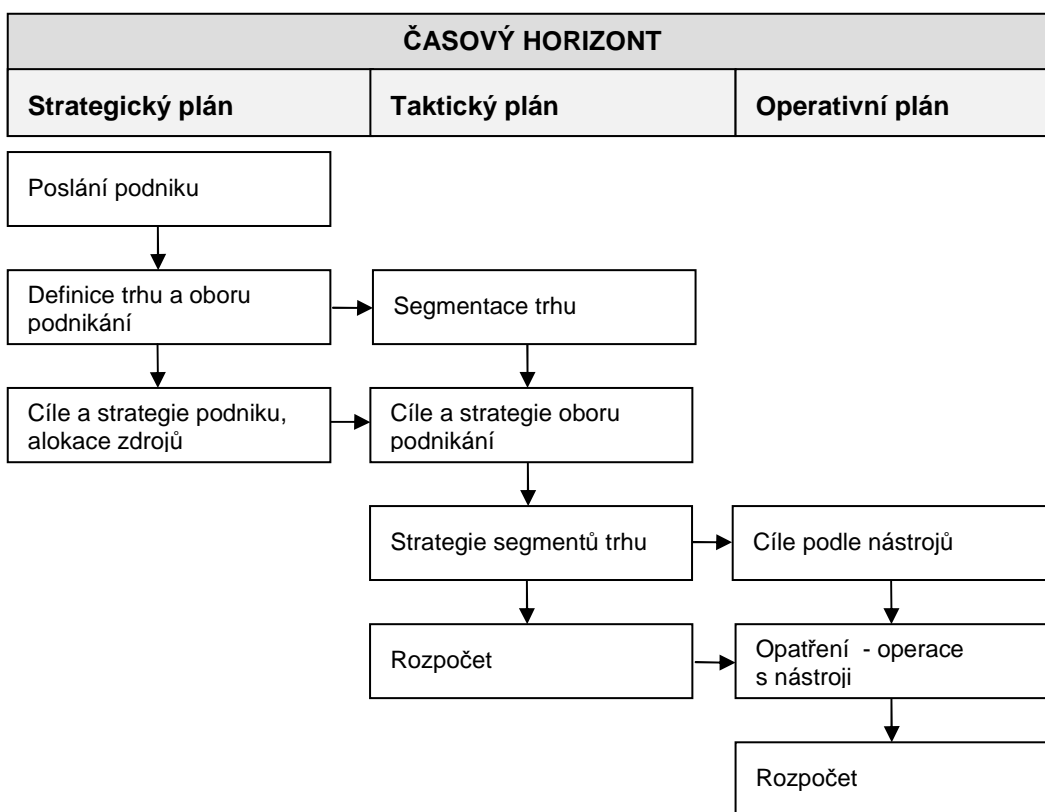 ČASOVÝ HORIZONT
Strategický plán
Taktický plán
Operativní plán
Poslání podniku
Definice trhu a oboru
podnikání
Segmentace trhu
Cíle a strategie podniku,
alokace zdrojů
Cíle a strategie oboru
podnikání
Strategie segmentů trhu
Cíle podle nástrojů
Rozpočet
Opatření - operace
s nástroji
Rozpočet